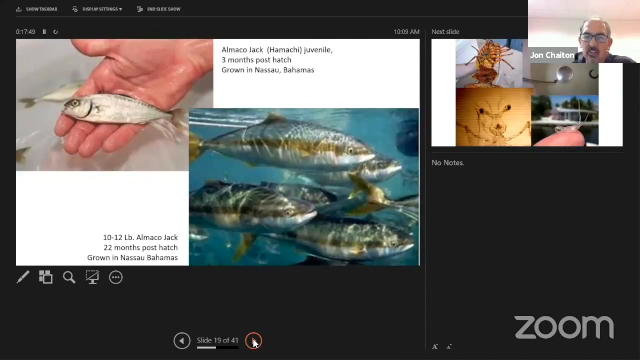 SHOW TASKBAR
DISPLAY SETTINGS
END SLIDE SHOW
0:17:49
10:09 AM
Next slide
Jon Chaiton
Almaco Jack (Hamachi) juvenile,
3 months post hatch
Grown in Nassau, Bahamas
No Notes.
10-12 Lb. Almaco Jack
22 months post hatch
Grown in Nassau Bahamas
Slide 19 of 41
zoom
A A